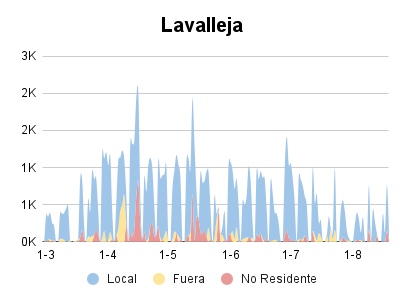 Lavalleja
3K
2K
2K
1K
1K
0K
1-3 1-4 1-5 1-6 1-7 1-8
Local Fuera No Residente